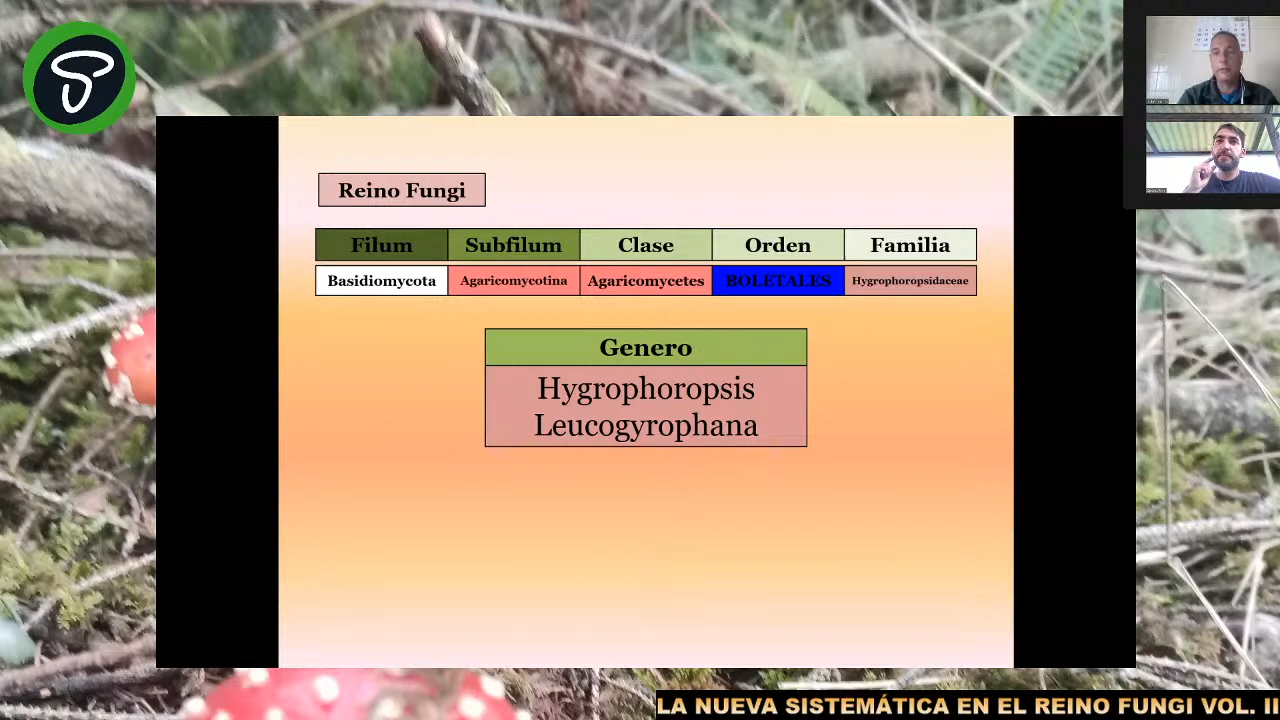 Reino Fungi
Filum Subfilum Clase Orden Familia
Basidiomycota Agaricomycotina Agaricomycetes BOLETALES Hygrophoropsidaceae
Genero
Hygrophoropsis
Leucogyrophana
LA NUEVA SISTEMÁTICA EN EL REINO FUNGI VOL. II